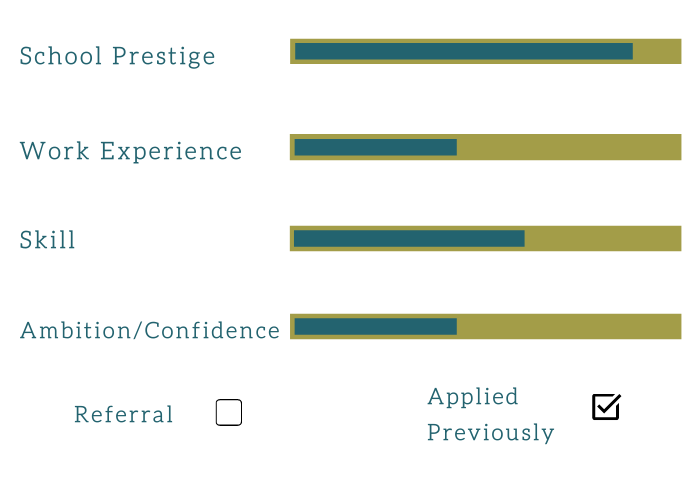 School Prestige
Work Experience
Skill
Ambition/Confidence
Referral
Applied
Previously